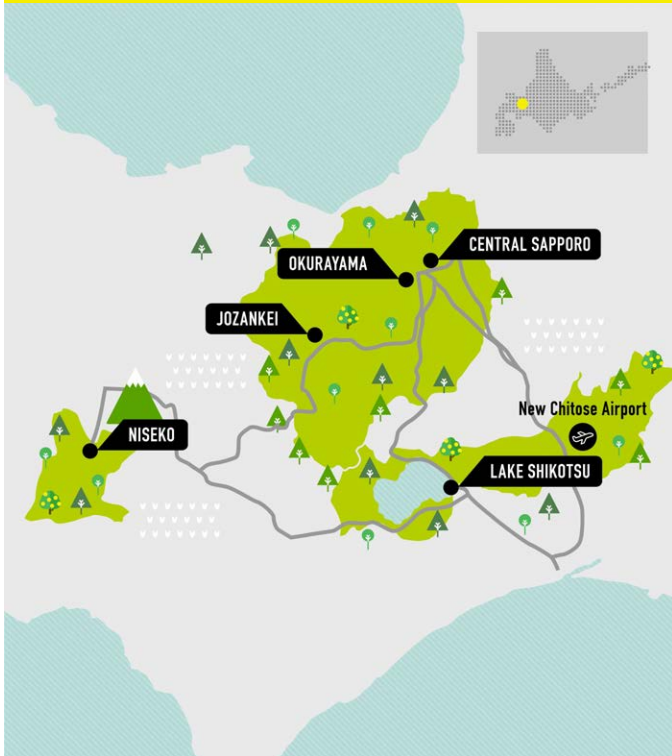 CENTRAL SAPPORO
OKURAYAMA
JOZANKEI
New Chitose Airport
NISEKO
LAKE SHIKOTSU